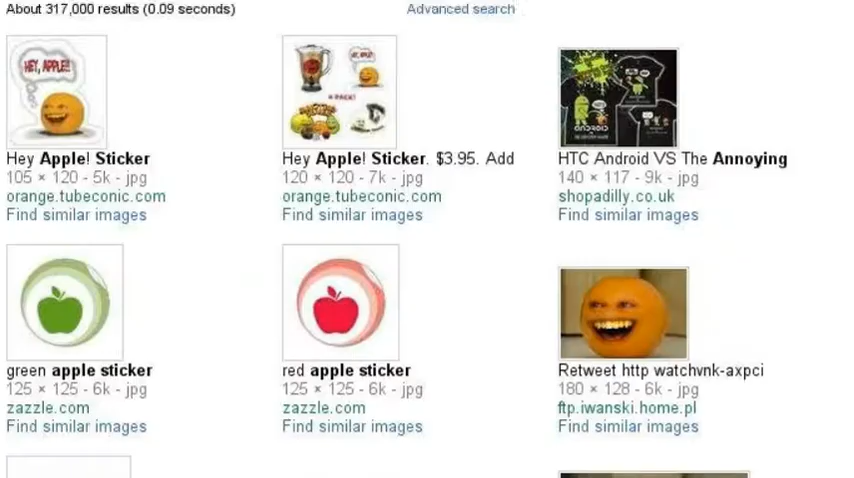 About 317,000 results (0.09 seconds)
Advanced search
HEY, APPLE!!
Hey Apple! Sticker
105 × 120 - 5k - jpg
orange.tubeconic.com
Find similar images
Hey Apple! Sticker. $3.95. Add
120 × 120 - 7k - jpg
orange.tubeconic.com
Find similar images
HTC Android VS The Annoying
140 × 117 - 9k - jpg
shopadilly.co.uk
Find similar images
green apple sticker
125 × 125 - 6k - jpg
zazzle.com
Find similar images
red apple sticker
125 × 125 - 6k - jpg
zazzle.com
Find similar images
Retweet http watchvnk-axpci
180 × 128 - 6k - jpg
ftp.iwanski.home.pl
Find similar images